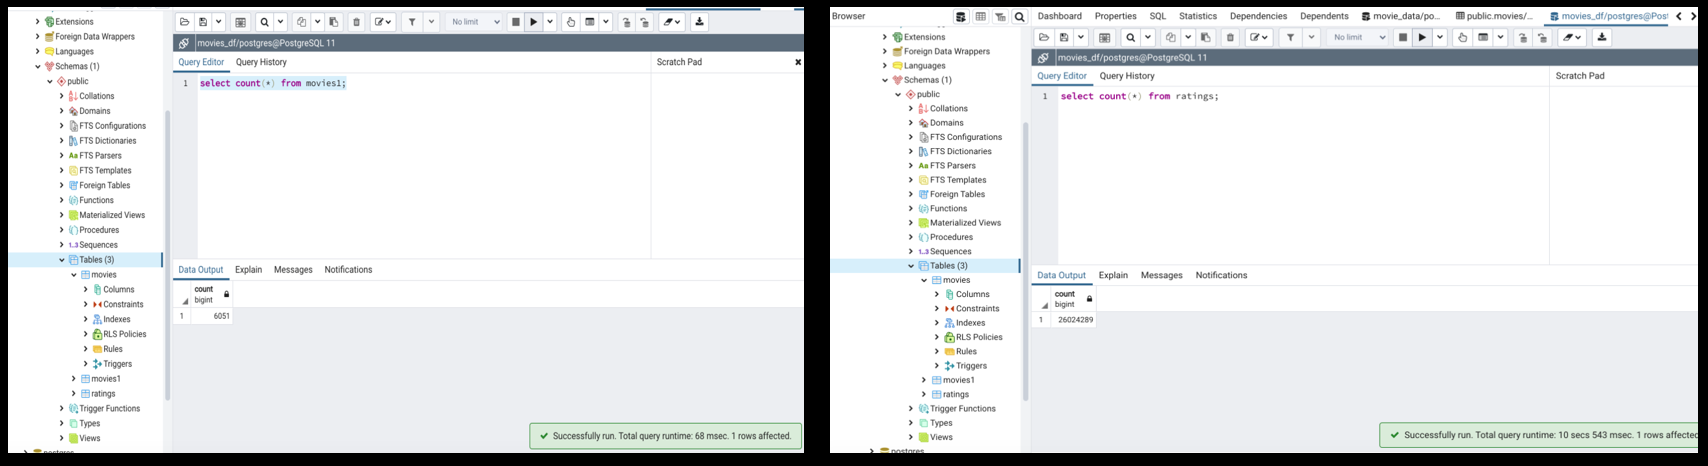 Extensions
Foreign Data Wrappers
Languages
Schemas (1)
public
Collations
Domains
FTS Configurations
FTS Dictionaries
Aa FTS Parsers
FTS Templates
Foreign Tables
Functions
Materialized Views
Procedures
1..3 Sequences
Tables (3)
movies
Columns
Constraints
Indexes
RLS Policies
Rules
Triggers
movies1
ratings
Trigger Functions
Types
Views
postgres
No limit
movies_df/postgres@PostgreSQL 11
Query Editor Query History
Scratch Pad
1 select count(*) from movies1;
Data Output Explain Messages Notifications
count
bigint
1 6051
Successfully run. Total query runtime: 68 msec. 1 rows affected.
Browser
Dashboard Properties SQL Statistics Dependencies Dependents movie_data/po... public.movies/... movies_df/postgres@Post
Extensions
Foreign Data Wrappers
Languages
Schemas (1)
public
Collations
Domains
FTS Configurations
FTS Dictionaries
Aa FTS Parsers
FTS Templates
Foreign Tables
Functions
Materialized Views
Procedures
1..3 Sequences
Tables (3)
movies
Columns
Constraints
Indexes
RLS Policies
Rules
Triggers
movies1
ratings
Trigger Functions
Types
Views
postgres
No limit
movies_df/postgres@PostgreSQL 11
Query Editor Query History
Scratch Pad
1 select count(*) from ratings;
Data Output Explain Messages Notifications
count
bigint
1 26024289
Successfully run. Total query runtime: 10 secs 543 msec. 1 rows affected